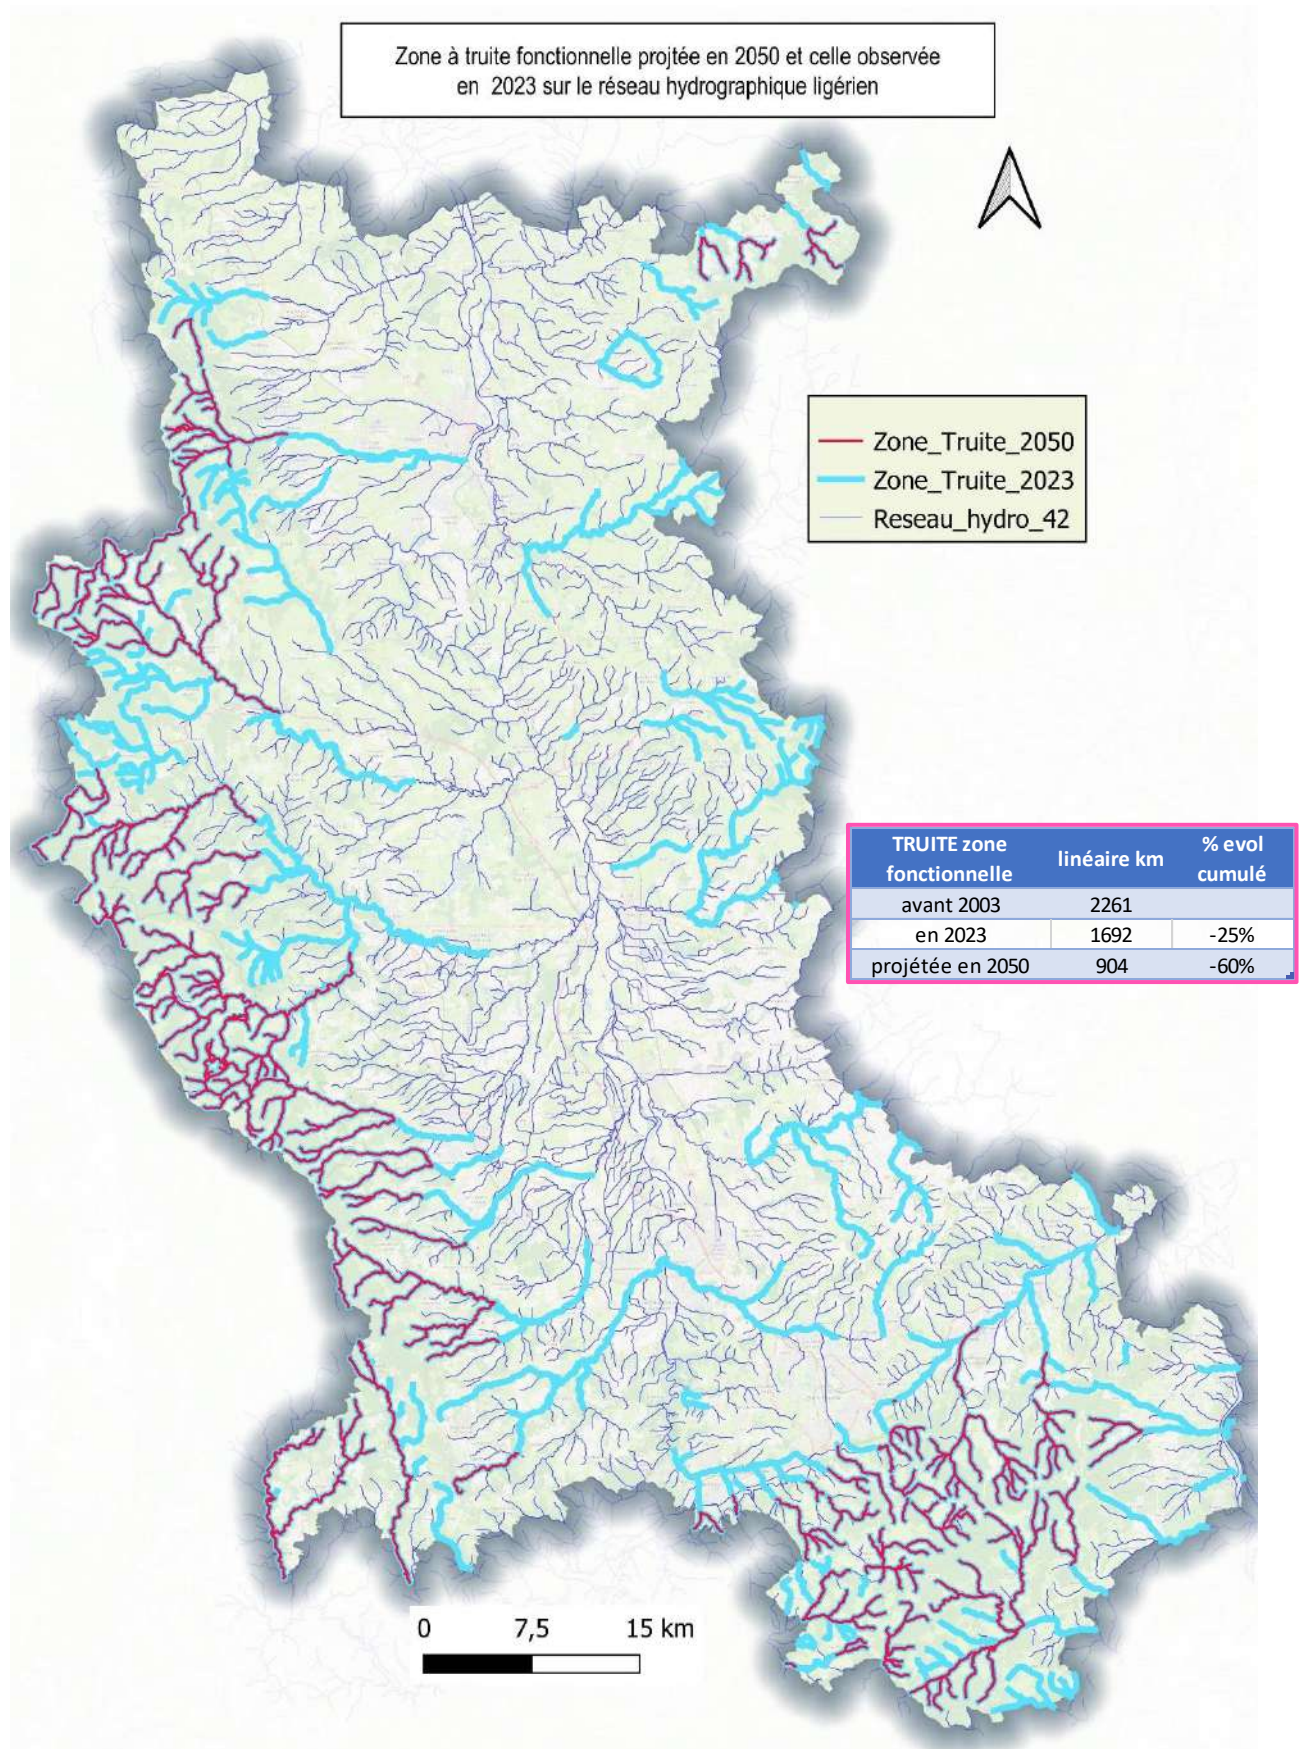 Zone à truite fonctionnelle projtée en 2050 et celle observée
en 2023 sur le réseau hydrographique ligérien
Zone_Truite_2050
Zone_Truite_2023
Reseau_hydro_42
TRUITE zone fonctionnelle linéaire km % evol cumulé
avant 2003 2261
en 2023 1692 -25%
projétée en 2050 904 -60%
0 7,5 15 km